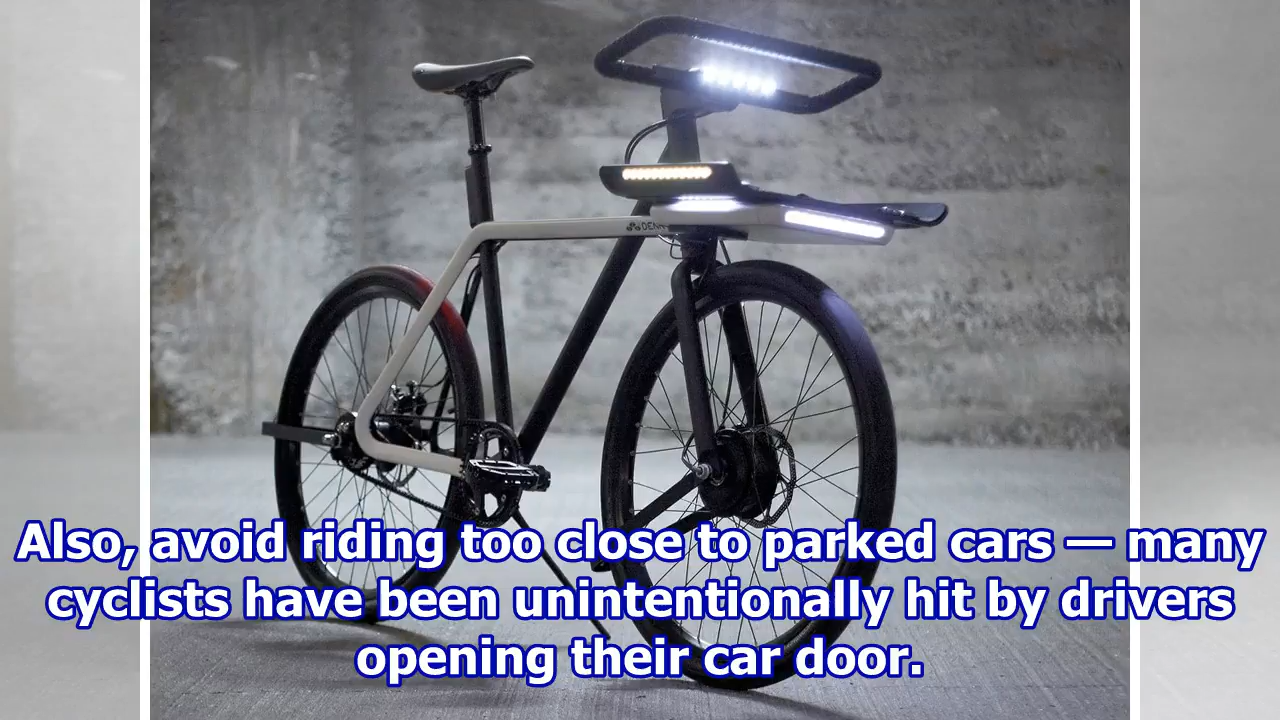 DENNY
Also, avoid riding too close to parked cars — many
cyclists have been unintentionally hit by drivers
opening their car door.